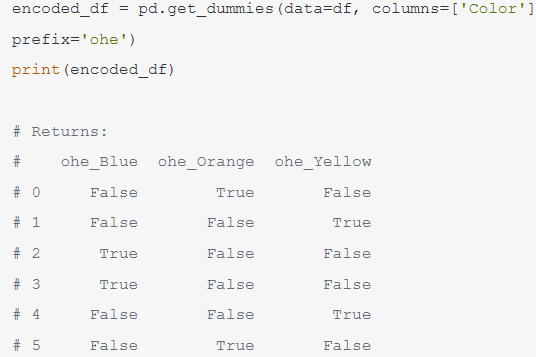 encoded_df = pd.get_dummies(data=df, columns=['Color']
prefix='ohe')
print(encoded_df)
# Returns:
#    ohe_Blue  ohe_Orange  ohe_Yellow
# 0     False        True       False
# 1     False       False        True
# 2      True       False       False
# 3      True       False       False
# 4     False       False        True
# 5     False        True       False